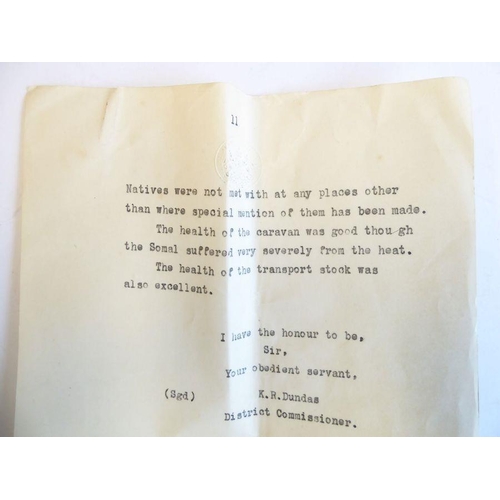 11
Natives were not met with at any places other
than where special mention of them has been made.
The health of the caravan was good though
the Somal suffered very severely from the heat.
The health of the transport stock was
also excellent.
I have the honour to be,
Sir,
Your obedient servant,
(Sgd) K.R.Dundas
District Commissioner.